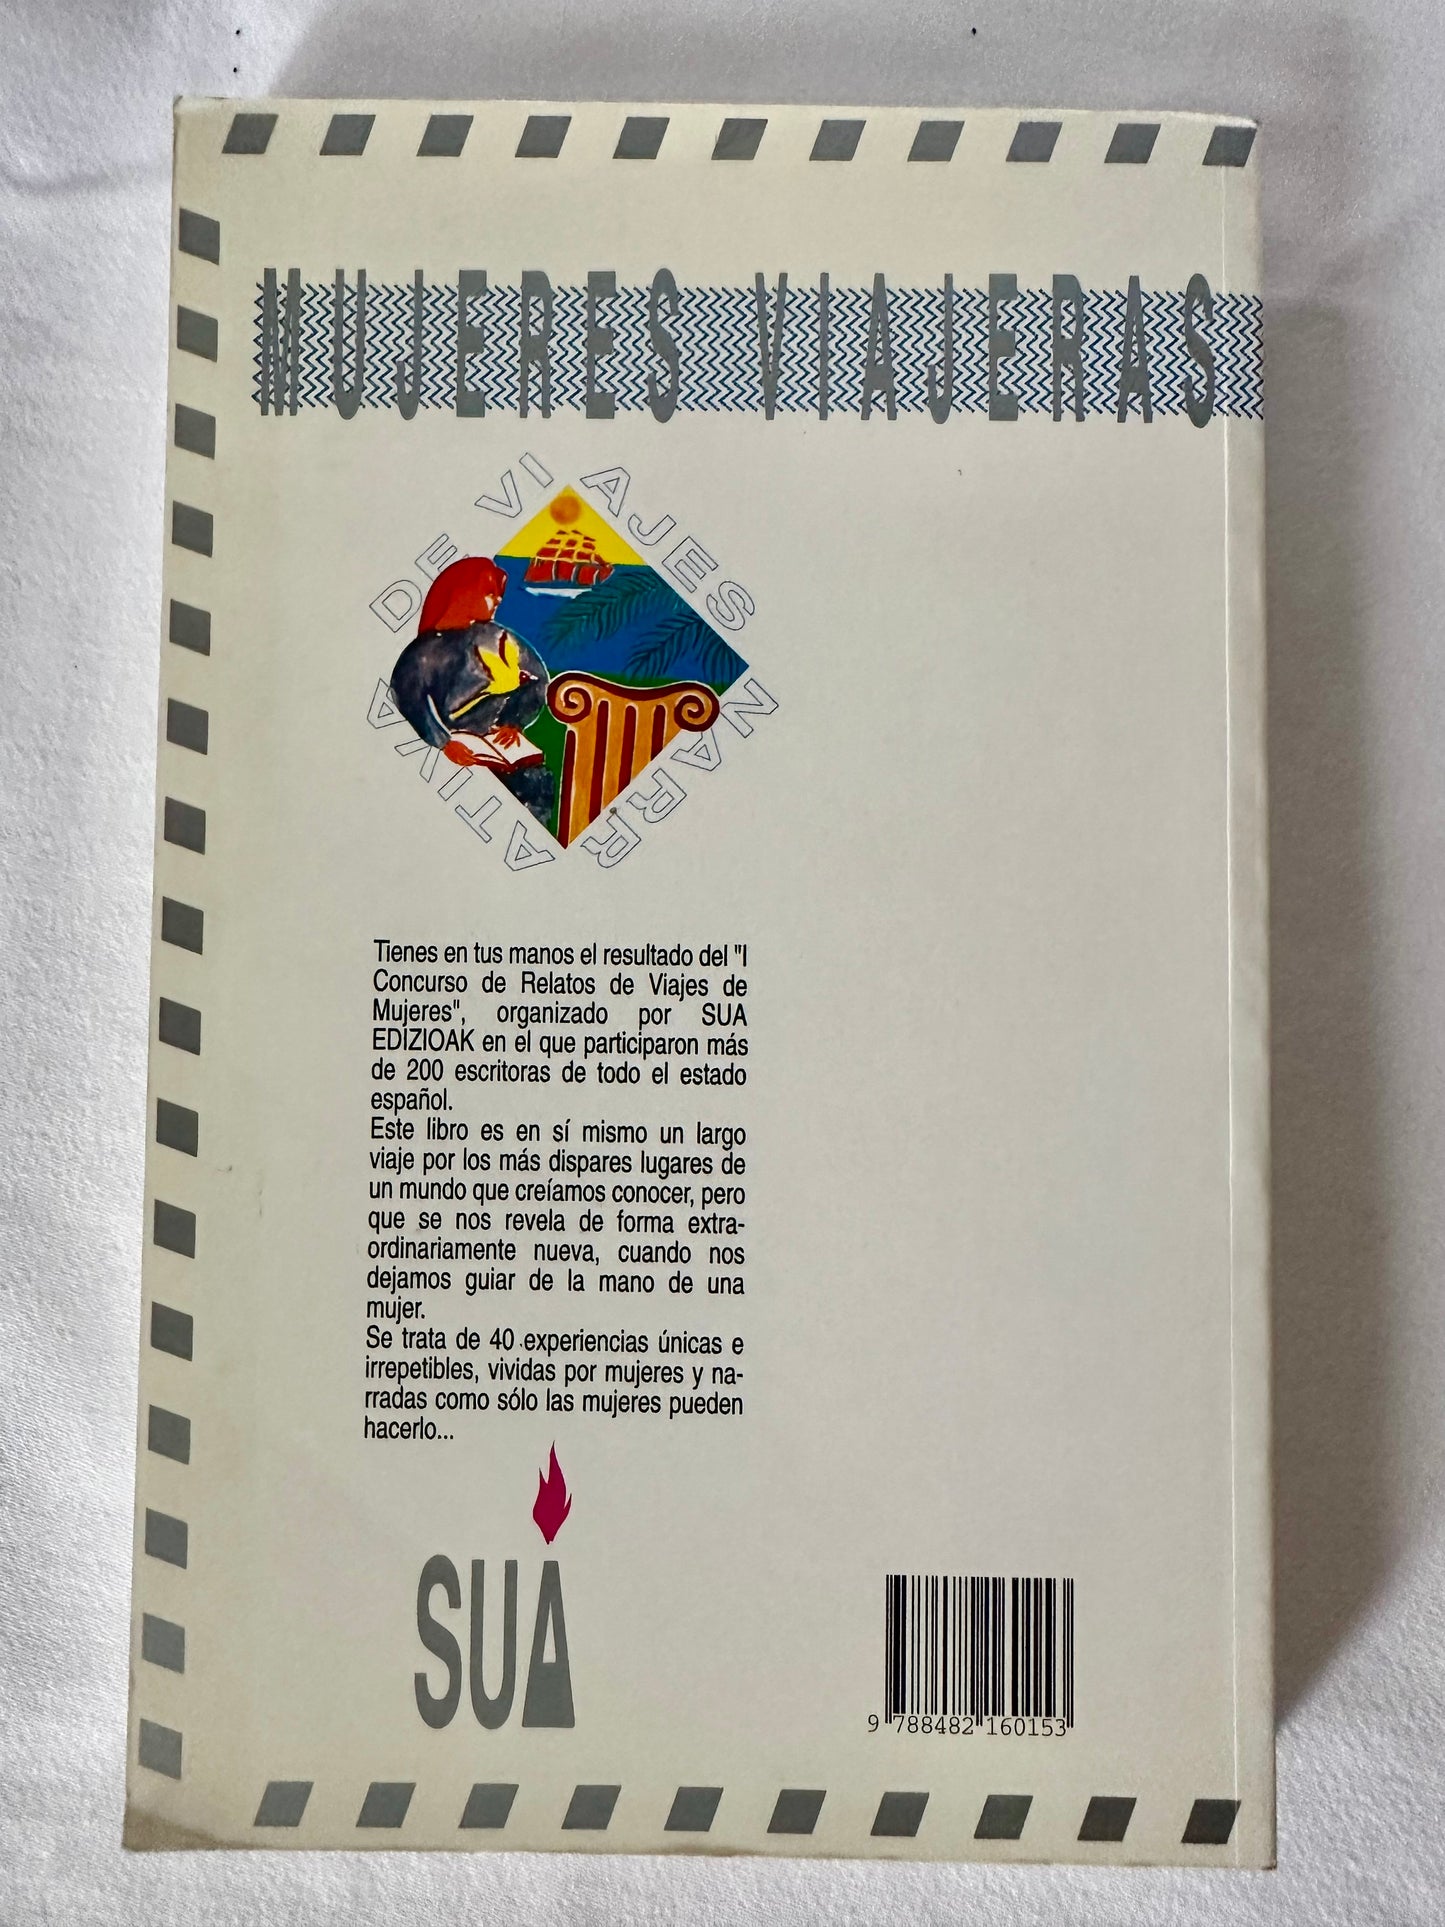 MUJERES VIAJERAS
NARRATIVA DE VIAJES
Tienes en tus manos el resultado del "I
Concurso de Relatos de Viajes de
Mujeres", organizado por SUA
EDIZIOAK en el que participaron más
de 200 escritoras de todo el estado
español.
Este libro es en sí mismo un largo
viaje por los más dispares lugares de
un mundo que creíamos conocer, pero
que se nos revela de forma extra-
ordinariamente nueva, cuando nos
dejamos guiar de la mano de una
mujer.
Se trata de 40 experiencias únicas e
irrepetibles, vividas por mujeres y na-
rradas como sólo las mujeres pueden
hacerlo...
SUA
9 788482 160153